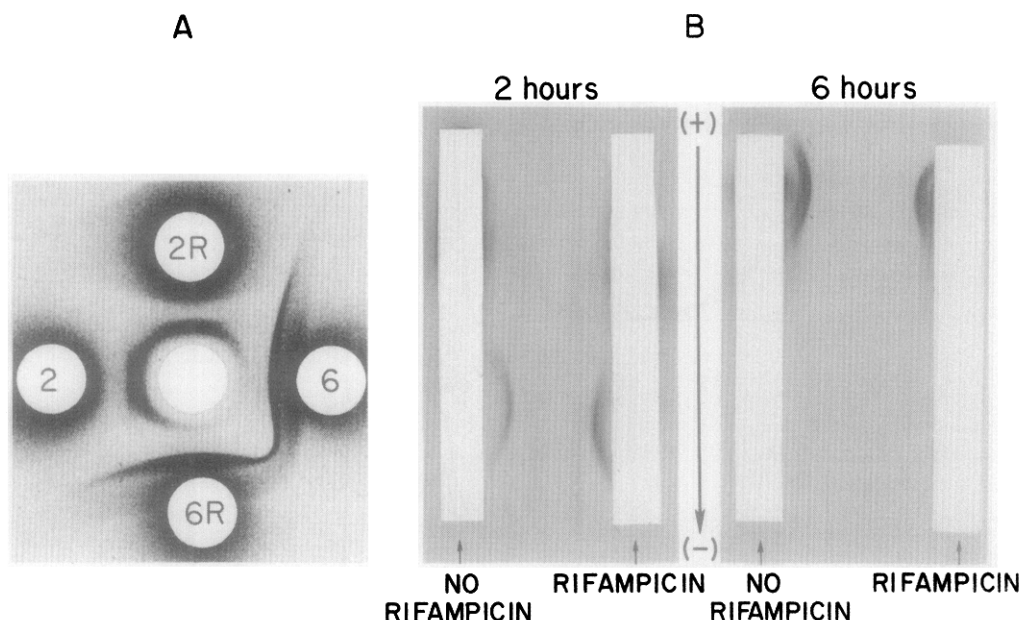 A
B
2 hours
6 hours
(+)
2R
2
6
6R
(-)
NO
RIFAMPICIN
RIFAMPICIN
NO
RIFAMPICIN
RIFAMPICIN